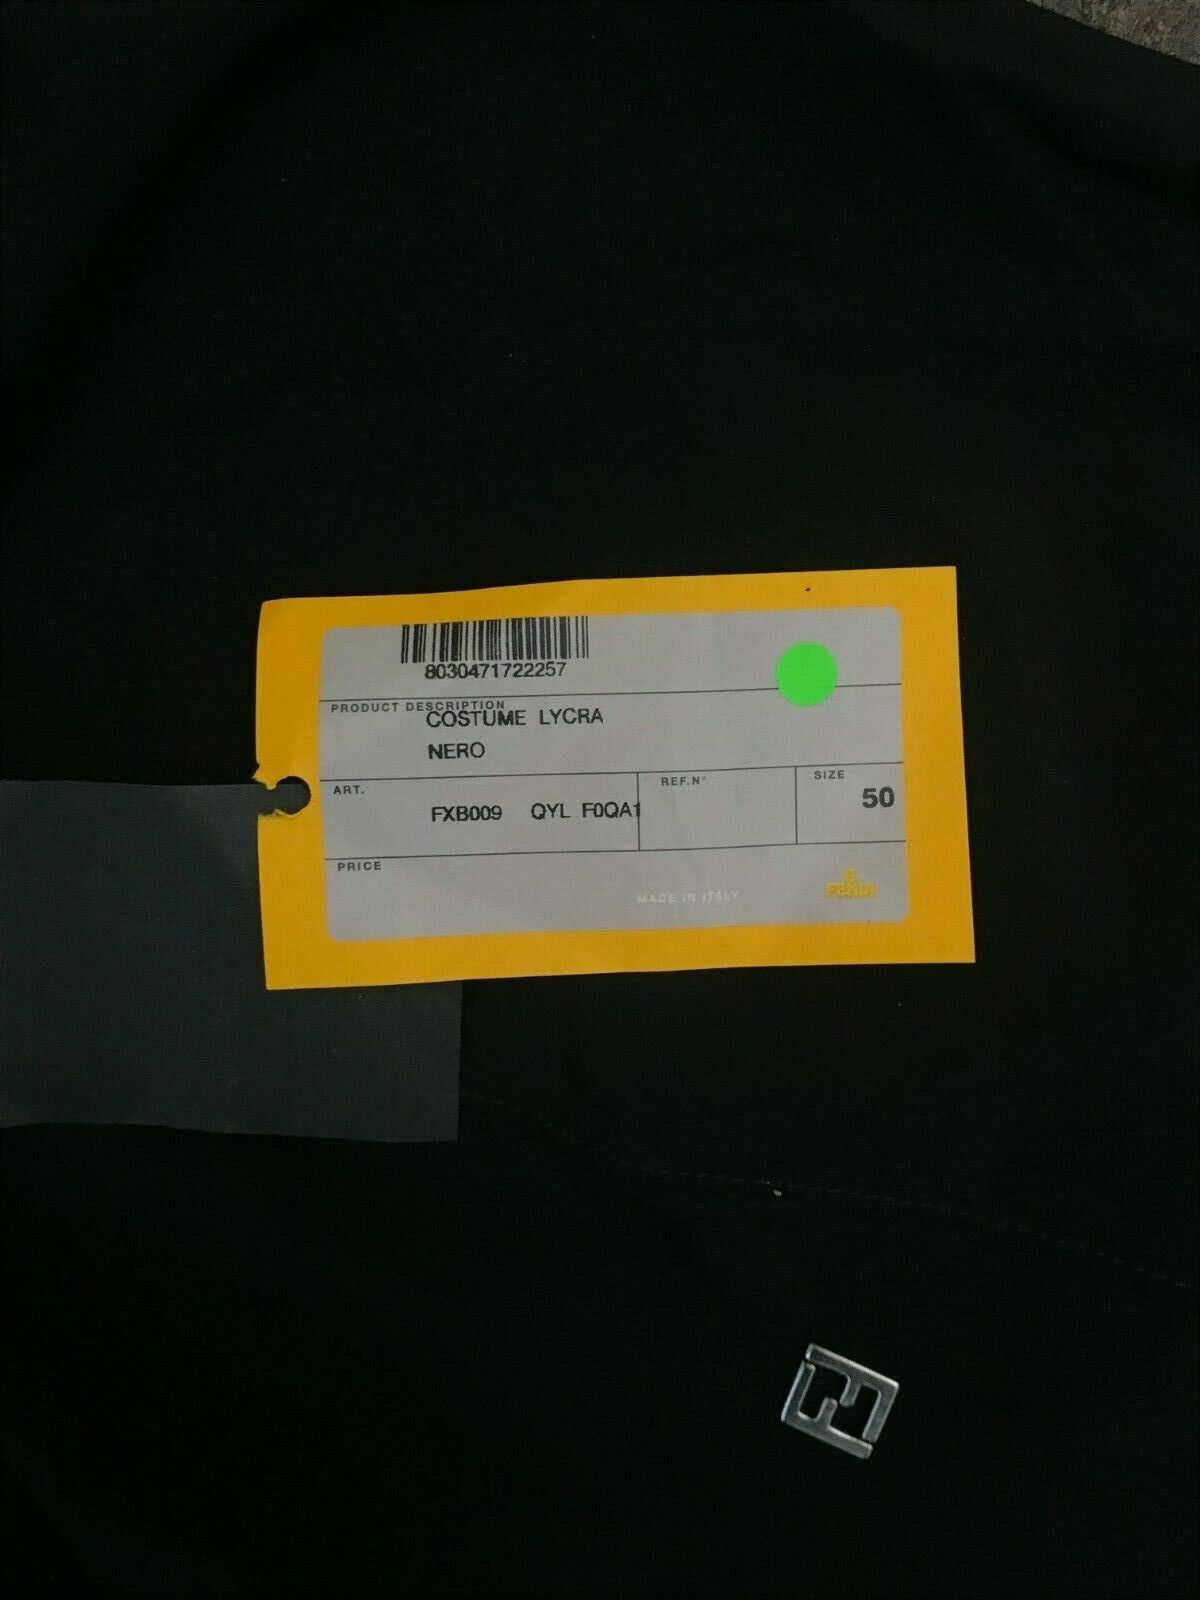 8030471722257
PRODUCT DESCRIPTION
COSTUME LYCRA
NERO
ART.
FXB009 QYL F0QA1
REF.N°
SIZE
50
PRICE
MADE IN ITALY
FENDI